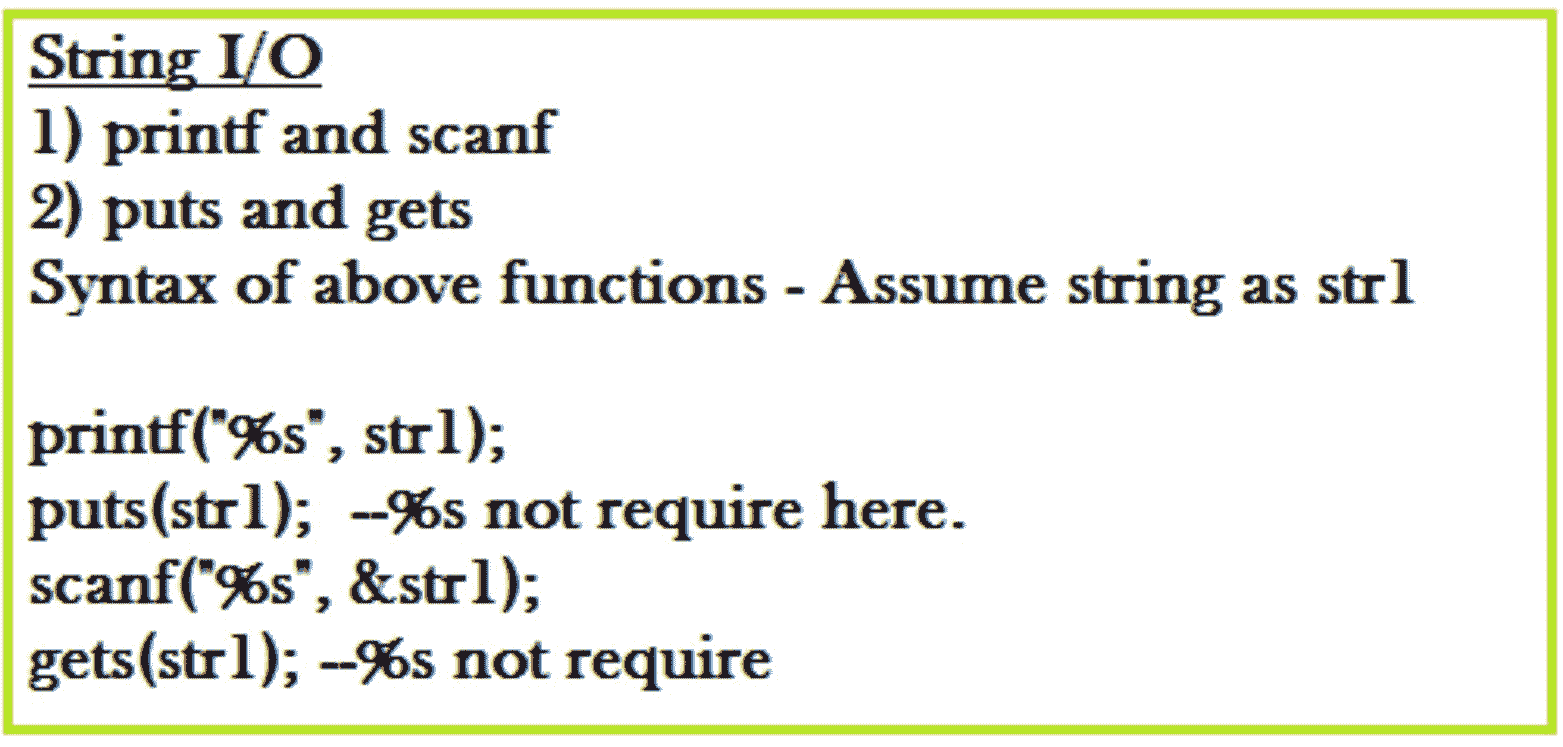 String I/O
1) printf and scanf
2) puts and gets
Syntax of above functions - Assume string as str1
printf("%s", str1);
puts(str1);  --%s not require here.
scanf("%s", &str1);
gets(str1); --%s not require